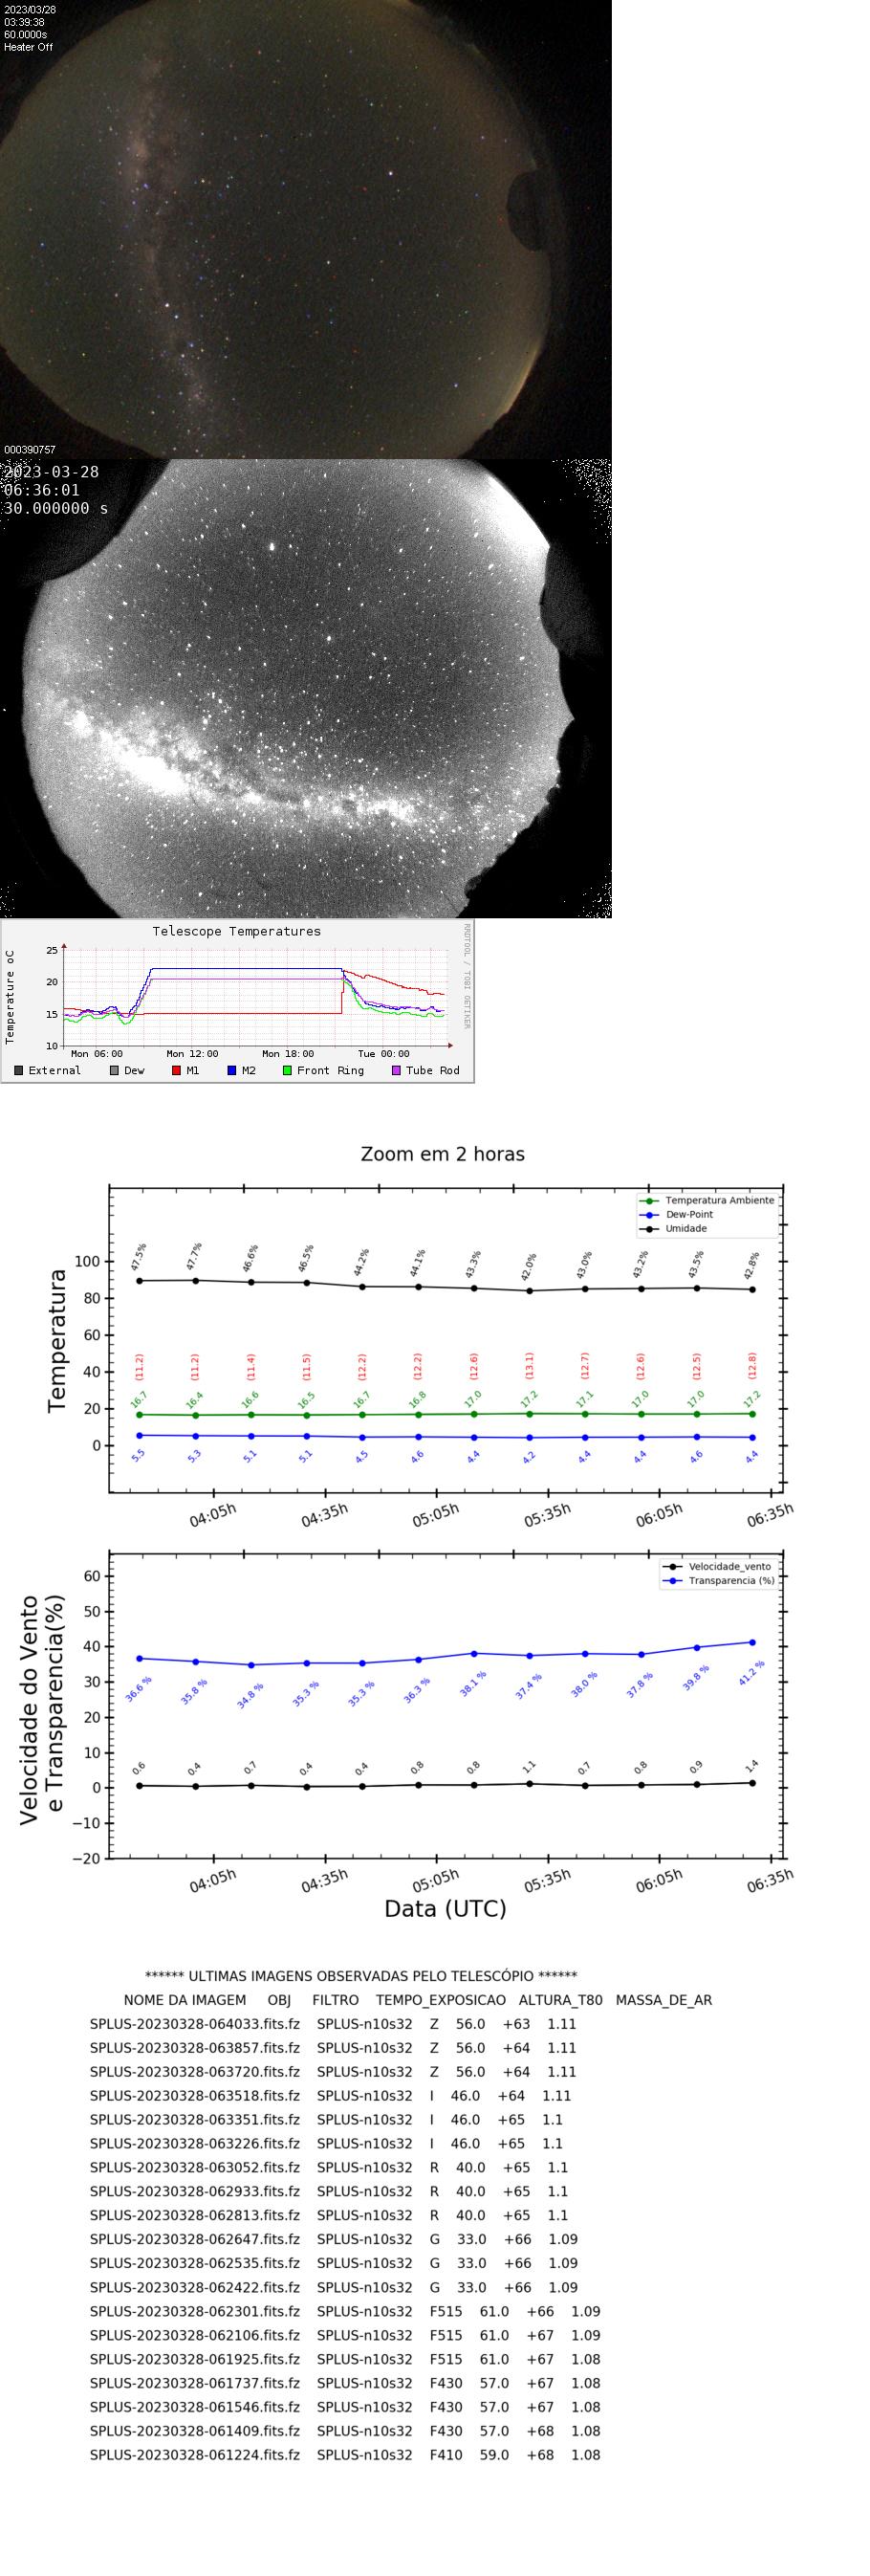 2023/03/28
03:39:38
60.0000s
Heater Off
000390757
2023-03-28
06:36:01
30.000000 s
Telescope Temperatures
RRDTOOL / TOBI OETIKER
Temperature oC
25
20
15
10
Mon 06:00 Mon 12:00 Mon 18:00 Tue 00:00
External Dew M1 M2 Front Ring Tube Rod
Zoom em 2 horas
Temperatura Ambiente
Dew-Point
Umidade
Temperatura
100
80
60
40
20
0
47.5% 47.7% 46.6% 46.5% 44.2% 44.1% 43.3% 42.0% 43.0% 43.2% 43.5% 42.8%
(11.2) (11.2) (11.4) (11.5) (12.2) (12.2) (12.6) (13.1) (12.7) (12.6) (12.5) (12.8)
16.7 16.4 16.6 16.5 16.7 16.8 17.0 17.2 17.1 17.0 17.0 17.2
5.5 5.3 5.1 5.1 4.5 4.6 4.4 4.2 4.4 4.4 4.6 4.4
04:05h 04:35h 05:05h 05:35h 06:05h 06:35h
Velocidade_vento
Transparencia (%)
Velocidade do Vento
e Transparencia(%)
60
50
40
30
20
10
0
−10
−20
36.6 % 35.8 % 34.8 % 35.3 % 35.3 % 36.3 % 38.1 % 37.4 % 38.0 % 37.8 % 39.8 % 41.2 %
0.6 0.4 0.7 0.4 0.4 0.8 0.8 1.1 0.7 0.8 0.9 1.4
04:05h 04:35h 05:05h 05:35h 06:05h 06:35h
Data (UTC)
****** ULTIMAS IMAGENS OBSERVADAS PELO TELESCÓPIO ******
NOME DA IMAGEM OBJ FILTRO TEMPO_EXPOSICAO ALTURA_T80 MASSA_DE_AR
SPLUS-20230328-064033.fits.fz SPLUS-n10s32 Z 56.0 +63 1.11
SPLUS-20230328-063857.fits.fz SPLUS-n10s32 Z 56.0 +64 1.11
SPLUS-20230328-063720.fits.fz SPLUS-n10s32 Z 56.0 +64 1.11
SPLUS-20230328-063518.fits.fz SPLUS-n10s32 I 46.0 +64 1.11
SPLUS-20230328-063351.fits.fz SPLUS-n10s32 I 46.0 +65 1.1
SPLUS-20230328-063226.fits.fz SPLUS-n10s32 I 46.0 +65 1.1
SPLUS-20230328-063052.fits.fz SPLUS-n10s32 R 40.0 +65 1.1
SPLUS-20230328-062933.fits.fz SPLUS-n10s32 R 40.0 +65 1.1
SPLUS-20230328-062813.fits.fz SPLUS-n10s32 R 40.0 +65 1.1
SPLUS-20230328-062647.fits.fz SPLUS-n10s32 G 33.0 +66 1.09
SPLUS-20230328-062535.fits.fz SPLUS-n10s32 G 33.0 +66 1.09
SPLUS-20230328-062422.fits.fz SPLUS-n10s32 G 33.0 +66 1.09
SPLUS-20230328-062301.fits.fz SPLUS-n10s32 F515 61.0 +66 1.09
SPLUS-20230328-062106.fits.fz SPLUS-n10s32 F515 61.0 +67 1.09
SPLUS-20230328-061925.fits.fz SPLUS-n10s32 F515 61.0 +67 1.08
SPLUS-20230328-061737.fits.fz SPLUS-n10s32 F430 57.0 +67 1.08
SPLUS-20230328-061546.fits.fz SPLUS-n10s32 F430 57.0 +67 1.08
SPLUS-20230328-061409.fits.fz SPLUS-n10s32 F430 57.0 +68 1.08
SPLUS-20230328-061224.fits.fz SPLUS-n10s32 F410 59.0 +68 1.08